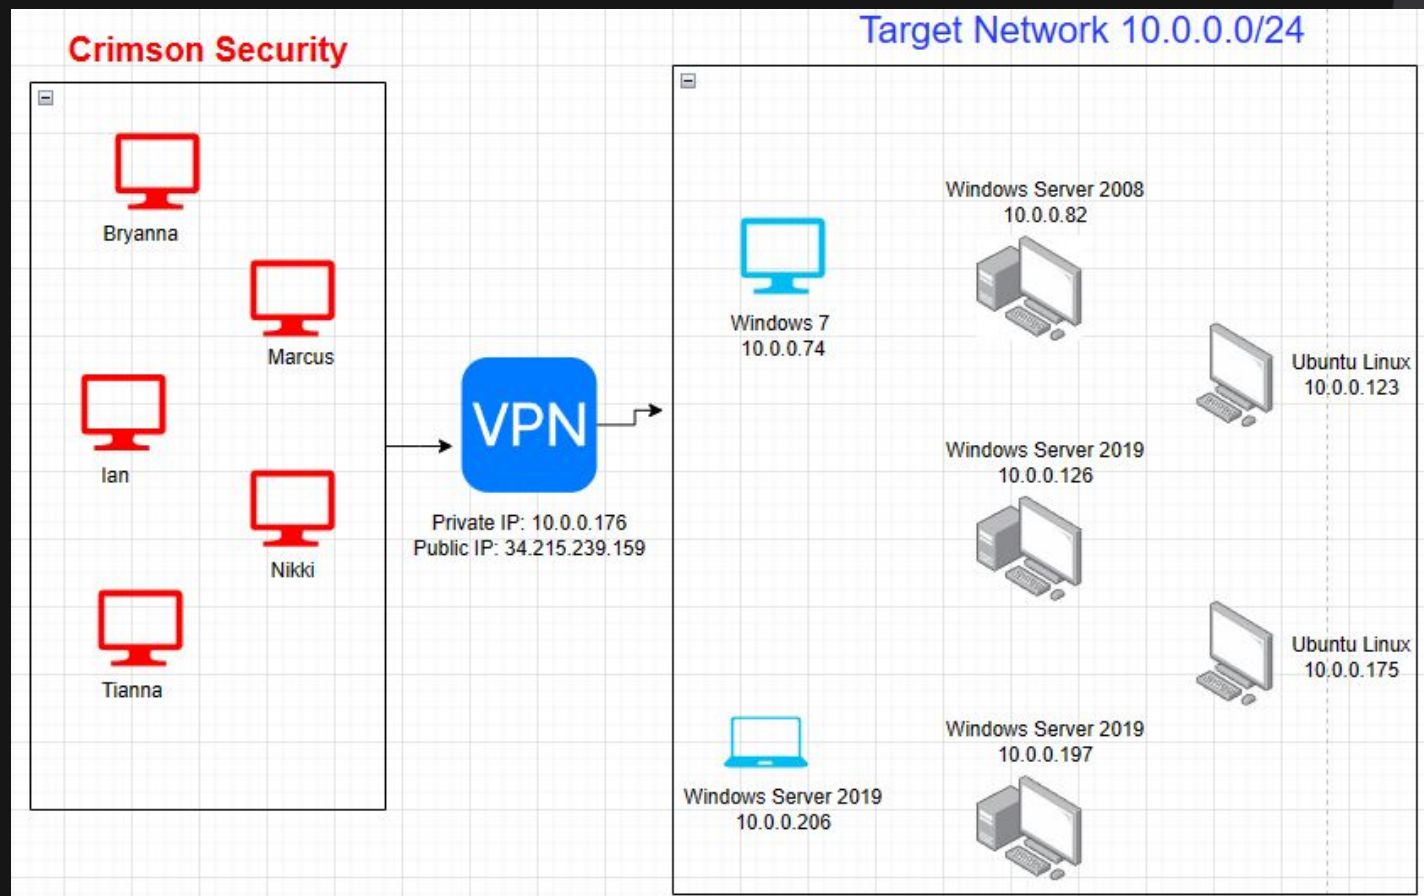 Crimson Security
Bryanna
Marcus
Ian
Nikki
Tianna
VPN
Private IP: 10.0.0.176
Public IP: 34.215.239.159
Target Network 10.0.0.0/24
Windows Server 2008
10.0.0.82
Windows 7
10.0.0.74
Ubuntu Linux
10.0.0.123
Windows Server 2019
10.0.0.126
Ubuntu Linux
10.0.0.175
Windows Server 2019
10.0.0.197
Windows Server 2019
10.0.0.206